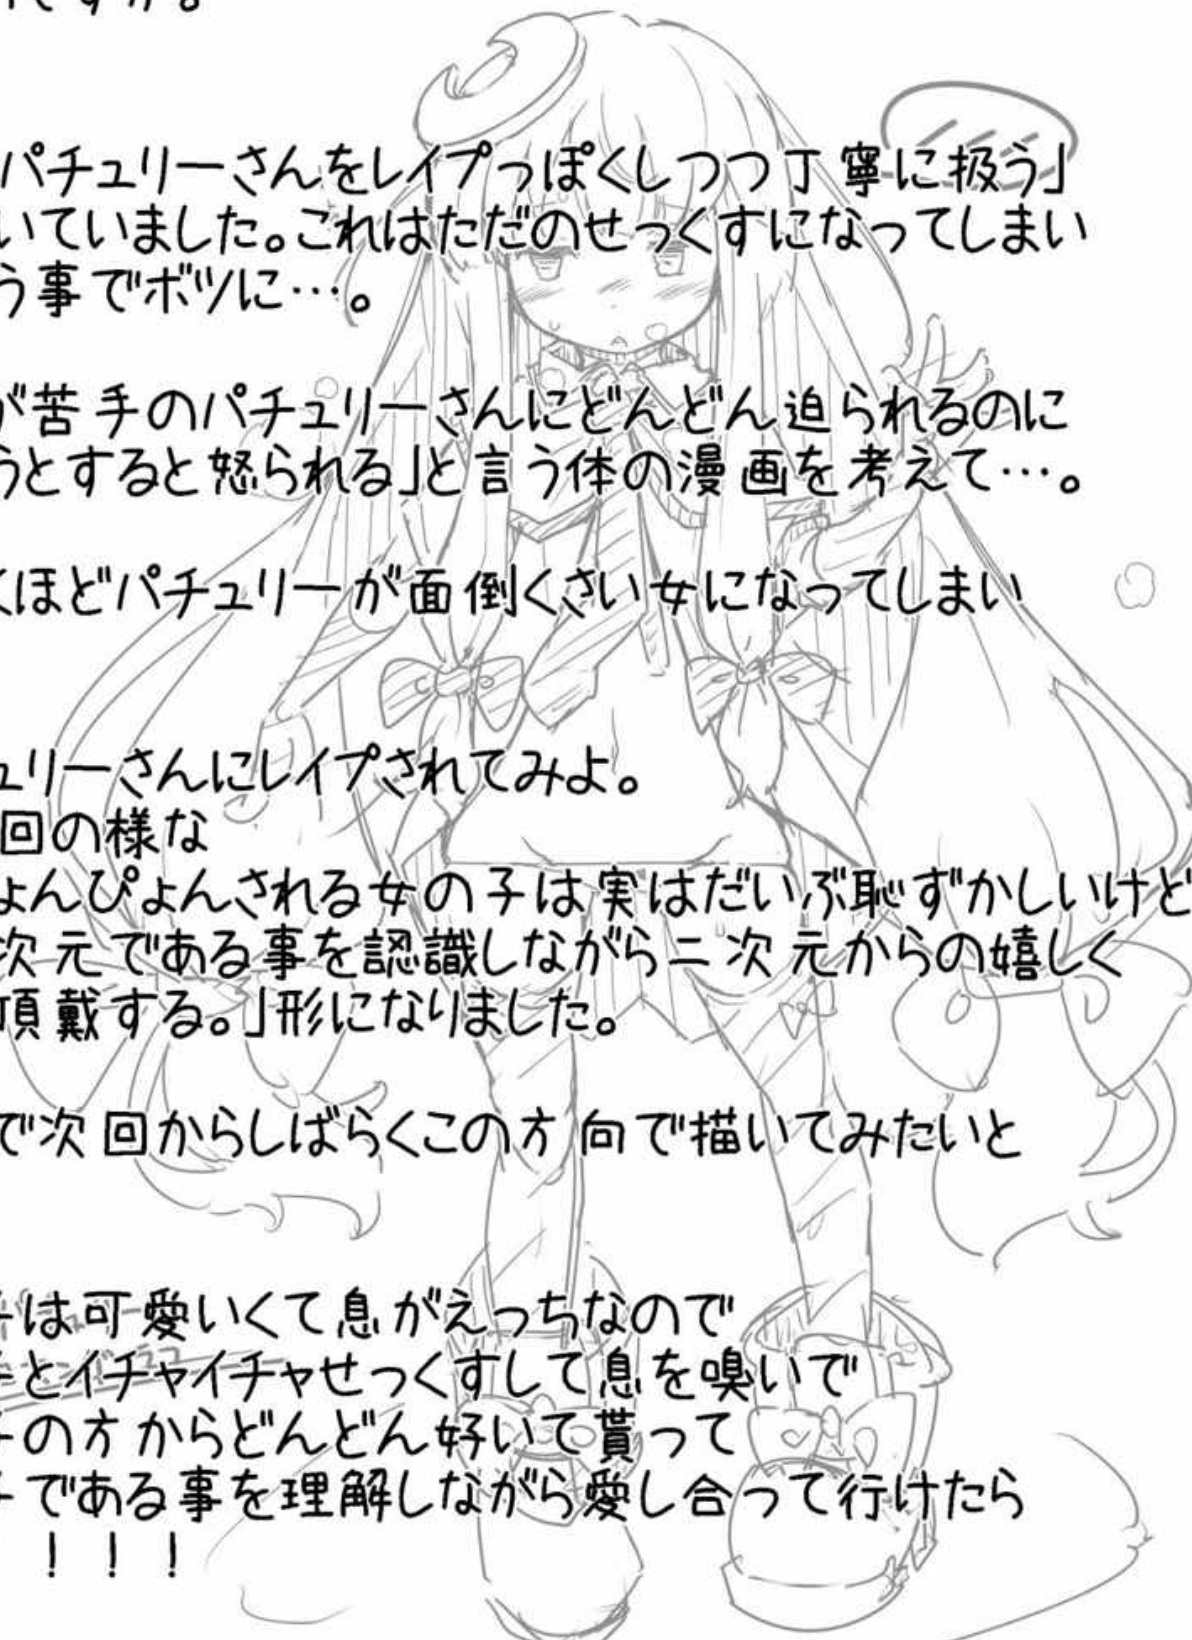 ですか。
パチュリーさんをレイプっぽくしつつ丁寧に扱う」
いていました。これはただのせっくすになってしまい
う事でボツに…。
が苦手のパチュリーさんにどんどん迫られるのに
うとすると怒られる」と言う体の漫画を考えて…。
くほどパチュリーが面倒くさい女になってしまい
ュリーさんにレイプされてみよ。
回の様な
ょんぴょんされる女の子は実はだいぶ恥ずかしいけど
次元である事を認識しながら二次元からの嬉しく
頂戴する。」形になりました。
で次回からしばらくこの方向で描いてみたいと
は可愛いくて息がえっちなので
とイチャイチャせっくすして息を嗅いで
の方からどんどん好いて貰って
である事を理解しながら愛し合って行けたら
！！！